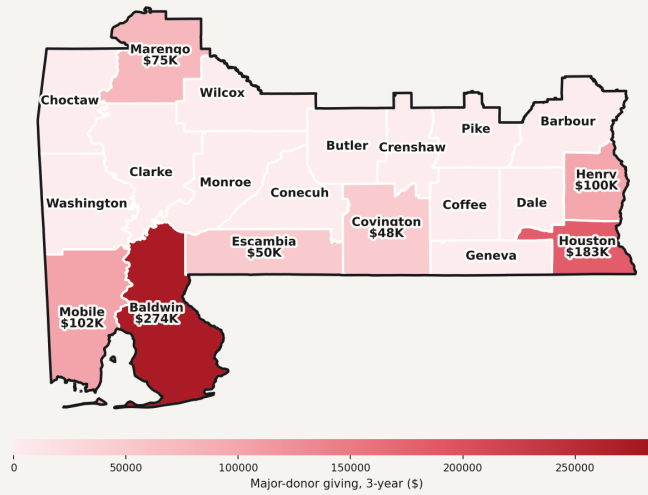 Marengo
$75K
Choctaw
Wilcox
Barbour
Pike
Butler
Crenshaw
Clarke
Monroe
Henry
$100K
Conecuh
Washington
Coffee
Dale
Covington
$48K
Escambia
$50K
Houston
$183K
Geneva
Mobile
$102K
Baldwin
$274K
0
50000
100000
150000
200000
250000
Major-donor giving, 3-year ($)